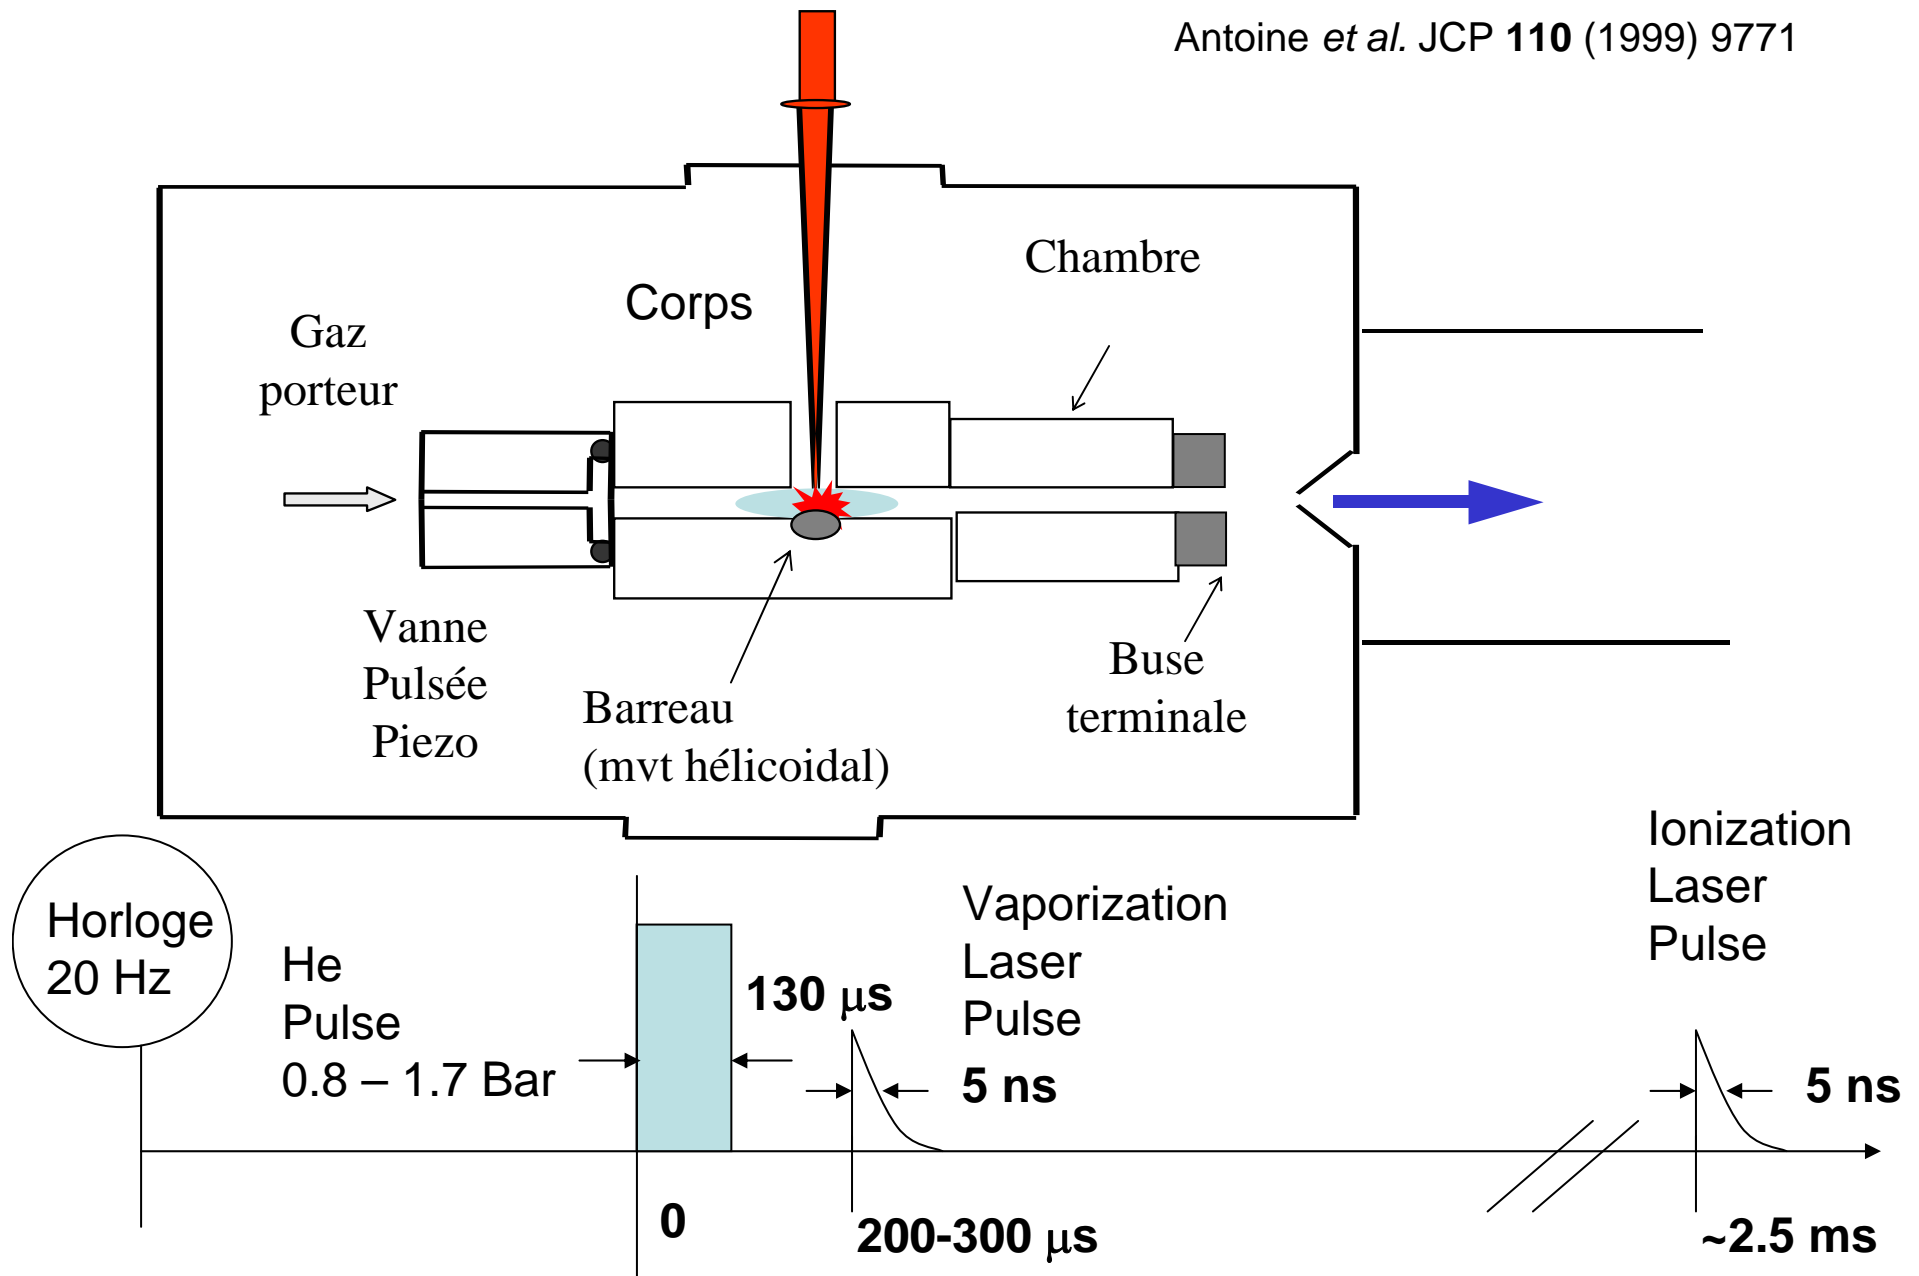 Antoine et al. JCP 110 (1999) 9771
Chambre
Corps
Gaz
porteur
Vanne
Pulsée
Piezo
Barreau
(mvt hélicoidal)
Buse
terminale
Horloge
20 Hz
He
Pulse
0.8 – 1.7 Bar
130 μs
Vaporization
Laser
Pulse
5 ns
Ionization
Laser
Pulse
5 ns
0
200-300 μs
~2.5 ms